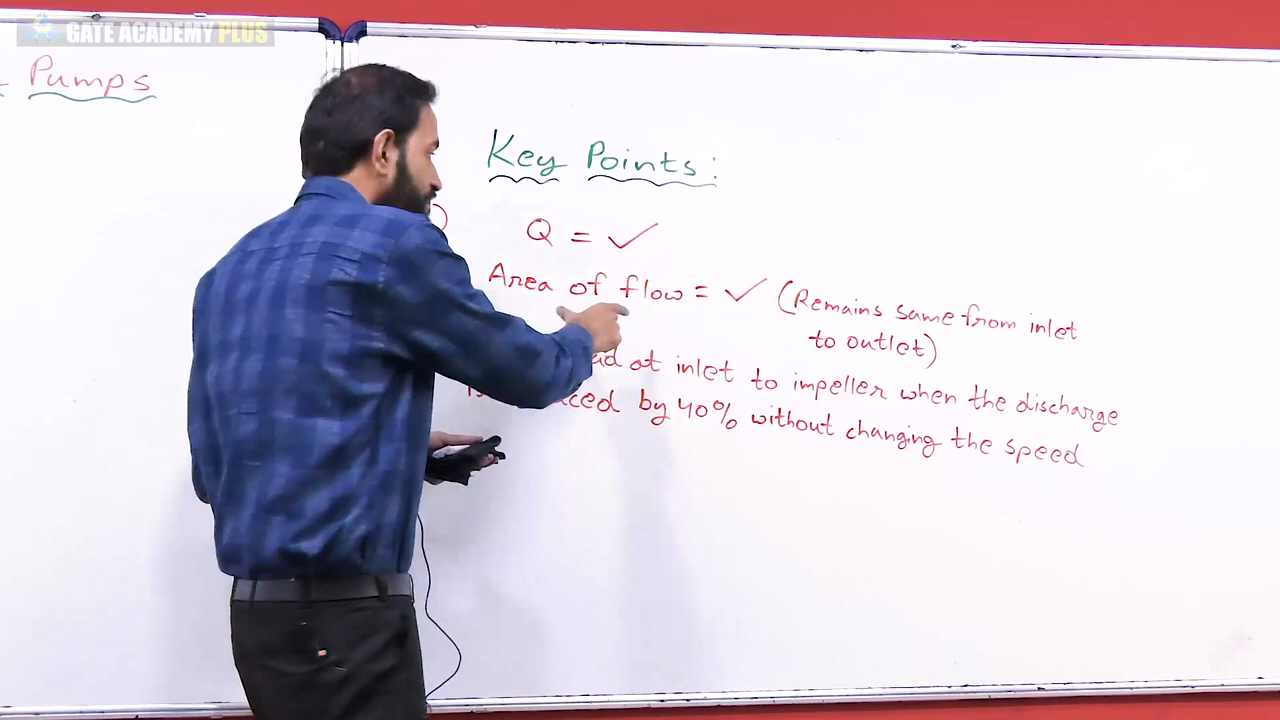 GATE ACADEMY PLUS
Pumps
Key Points:
Q = ✓
Area of flow = ✓ (Remains same from inlet
to outlet)
at inlet to impeller when the discharge
by 40% without changing the speed